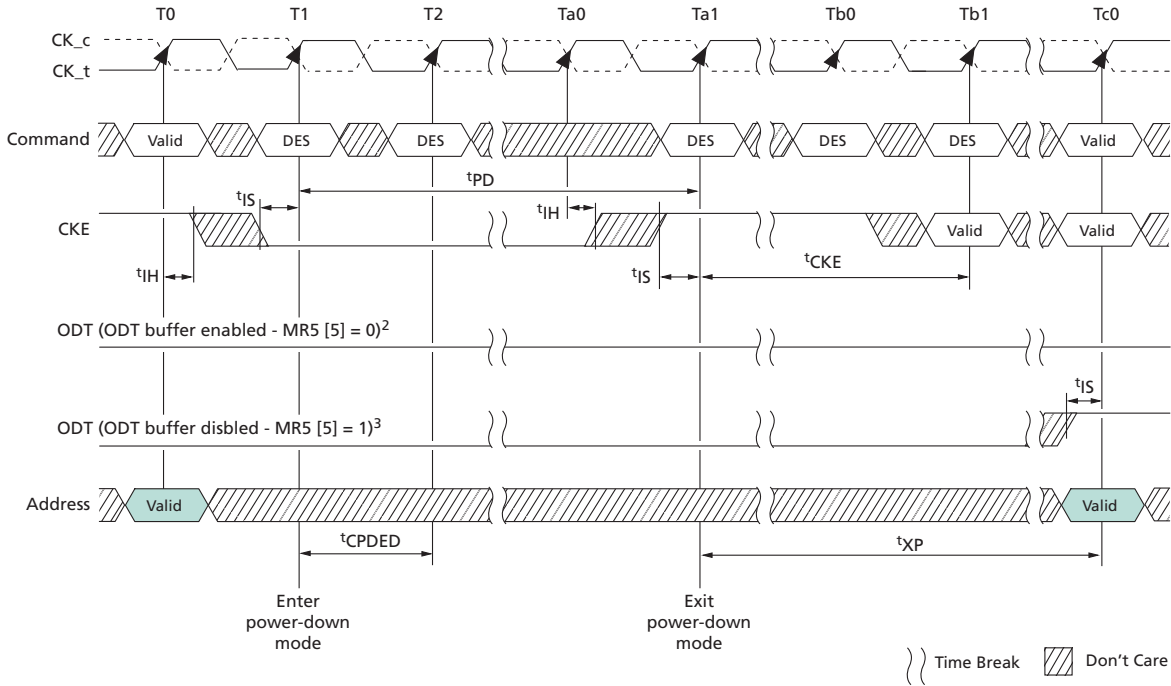 T0 T1 T2 Ta0 Ta1 Tb0 Tb1 Tc0
CK_c
CK_t
Command Valid DES DES DES DES DES Valid
tPD
tIS tIH
CKE Valid Valid
tIH tIS tCKE
ODT (ODT buffer enabled - MR5 [5] = 0)2
tIS
ODT (ODT buffer disbled - MR5 [5] = 1)3
Address Valid Valid
tCPDED tXP
Enter
power-down
mode
Exit
power-down
mode
Time Break Don't Care